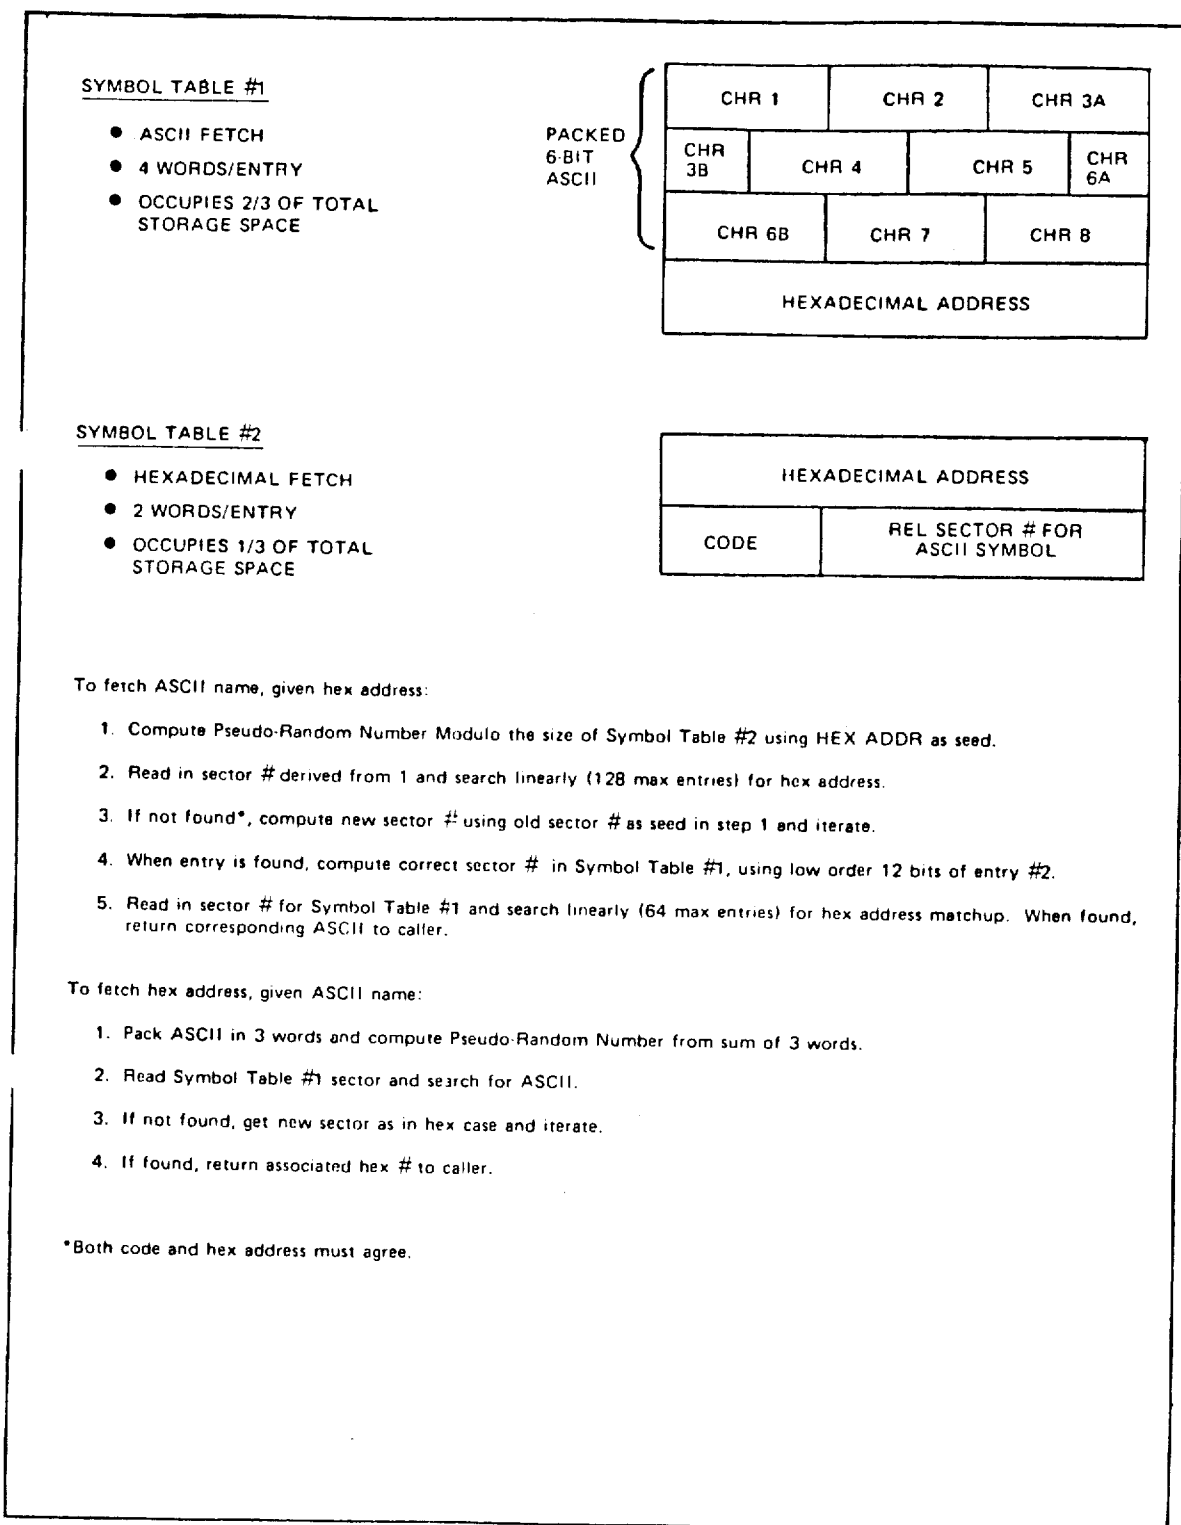 SYMBOL TABLE #1
● ASCII FETCH
● 4 WORDS/ENTRY
● OCCUPIES 2/3 OF TOTAL
STORAGE SPACE
PACKED
6-BIT
ASCII
CHR 1 CHR 2 CHR 3A
CHR
3B CHR 4 CHR 5 CHR
6A
CHR 6B CHR 7 CHR 8
HEXADECIMAL ADDRESS
SYMBOL TABLE #2
● HEXADECIMAL FETCH
● 2 WORDS/ENTRY
● OCCUPIES 1/3 OF TOTAL
STORAGE SPACE
HEXADECIMAL ADDRESS
CODE
REL SECTOR # FOR
ASCII SYMBOL
To fetch ASCII name, given hex address:
1. Compute Pseudo-Random Number Modulo the size of Symbol Table #2 using HEX ADDR as seed.
2. Read in sector # derived from 1 and search linearly (128 max entries) for hex address.
3. If not found*, compute new sector # using old sector # as seed in step 1 and iterate.
4. When entry is found, compute correct sector # in Symbol Table #1, using low order 12 bits of entry #2.
5. Read in sector # for Symbol Table #1 and search linearly (64 max entries) for hex address matchup. When found,
return corresponding ASCII to caller.
To fetch hex address, given ASCII name:
1. Pack ASCII in 3 words and compute Pseudo-Random Number from sum of 3 words.
2. Read Symbol Table #1 sector and search for ASCII.
3. If not found, get new sector as in hex case and iterate.
4. If found, return associated hex # to caller.
*Both code and hex address must agree.